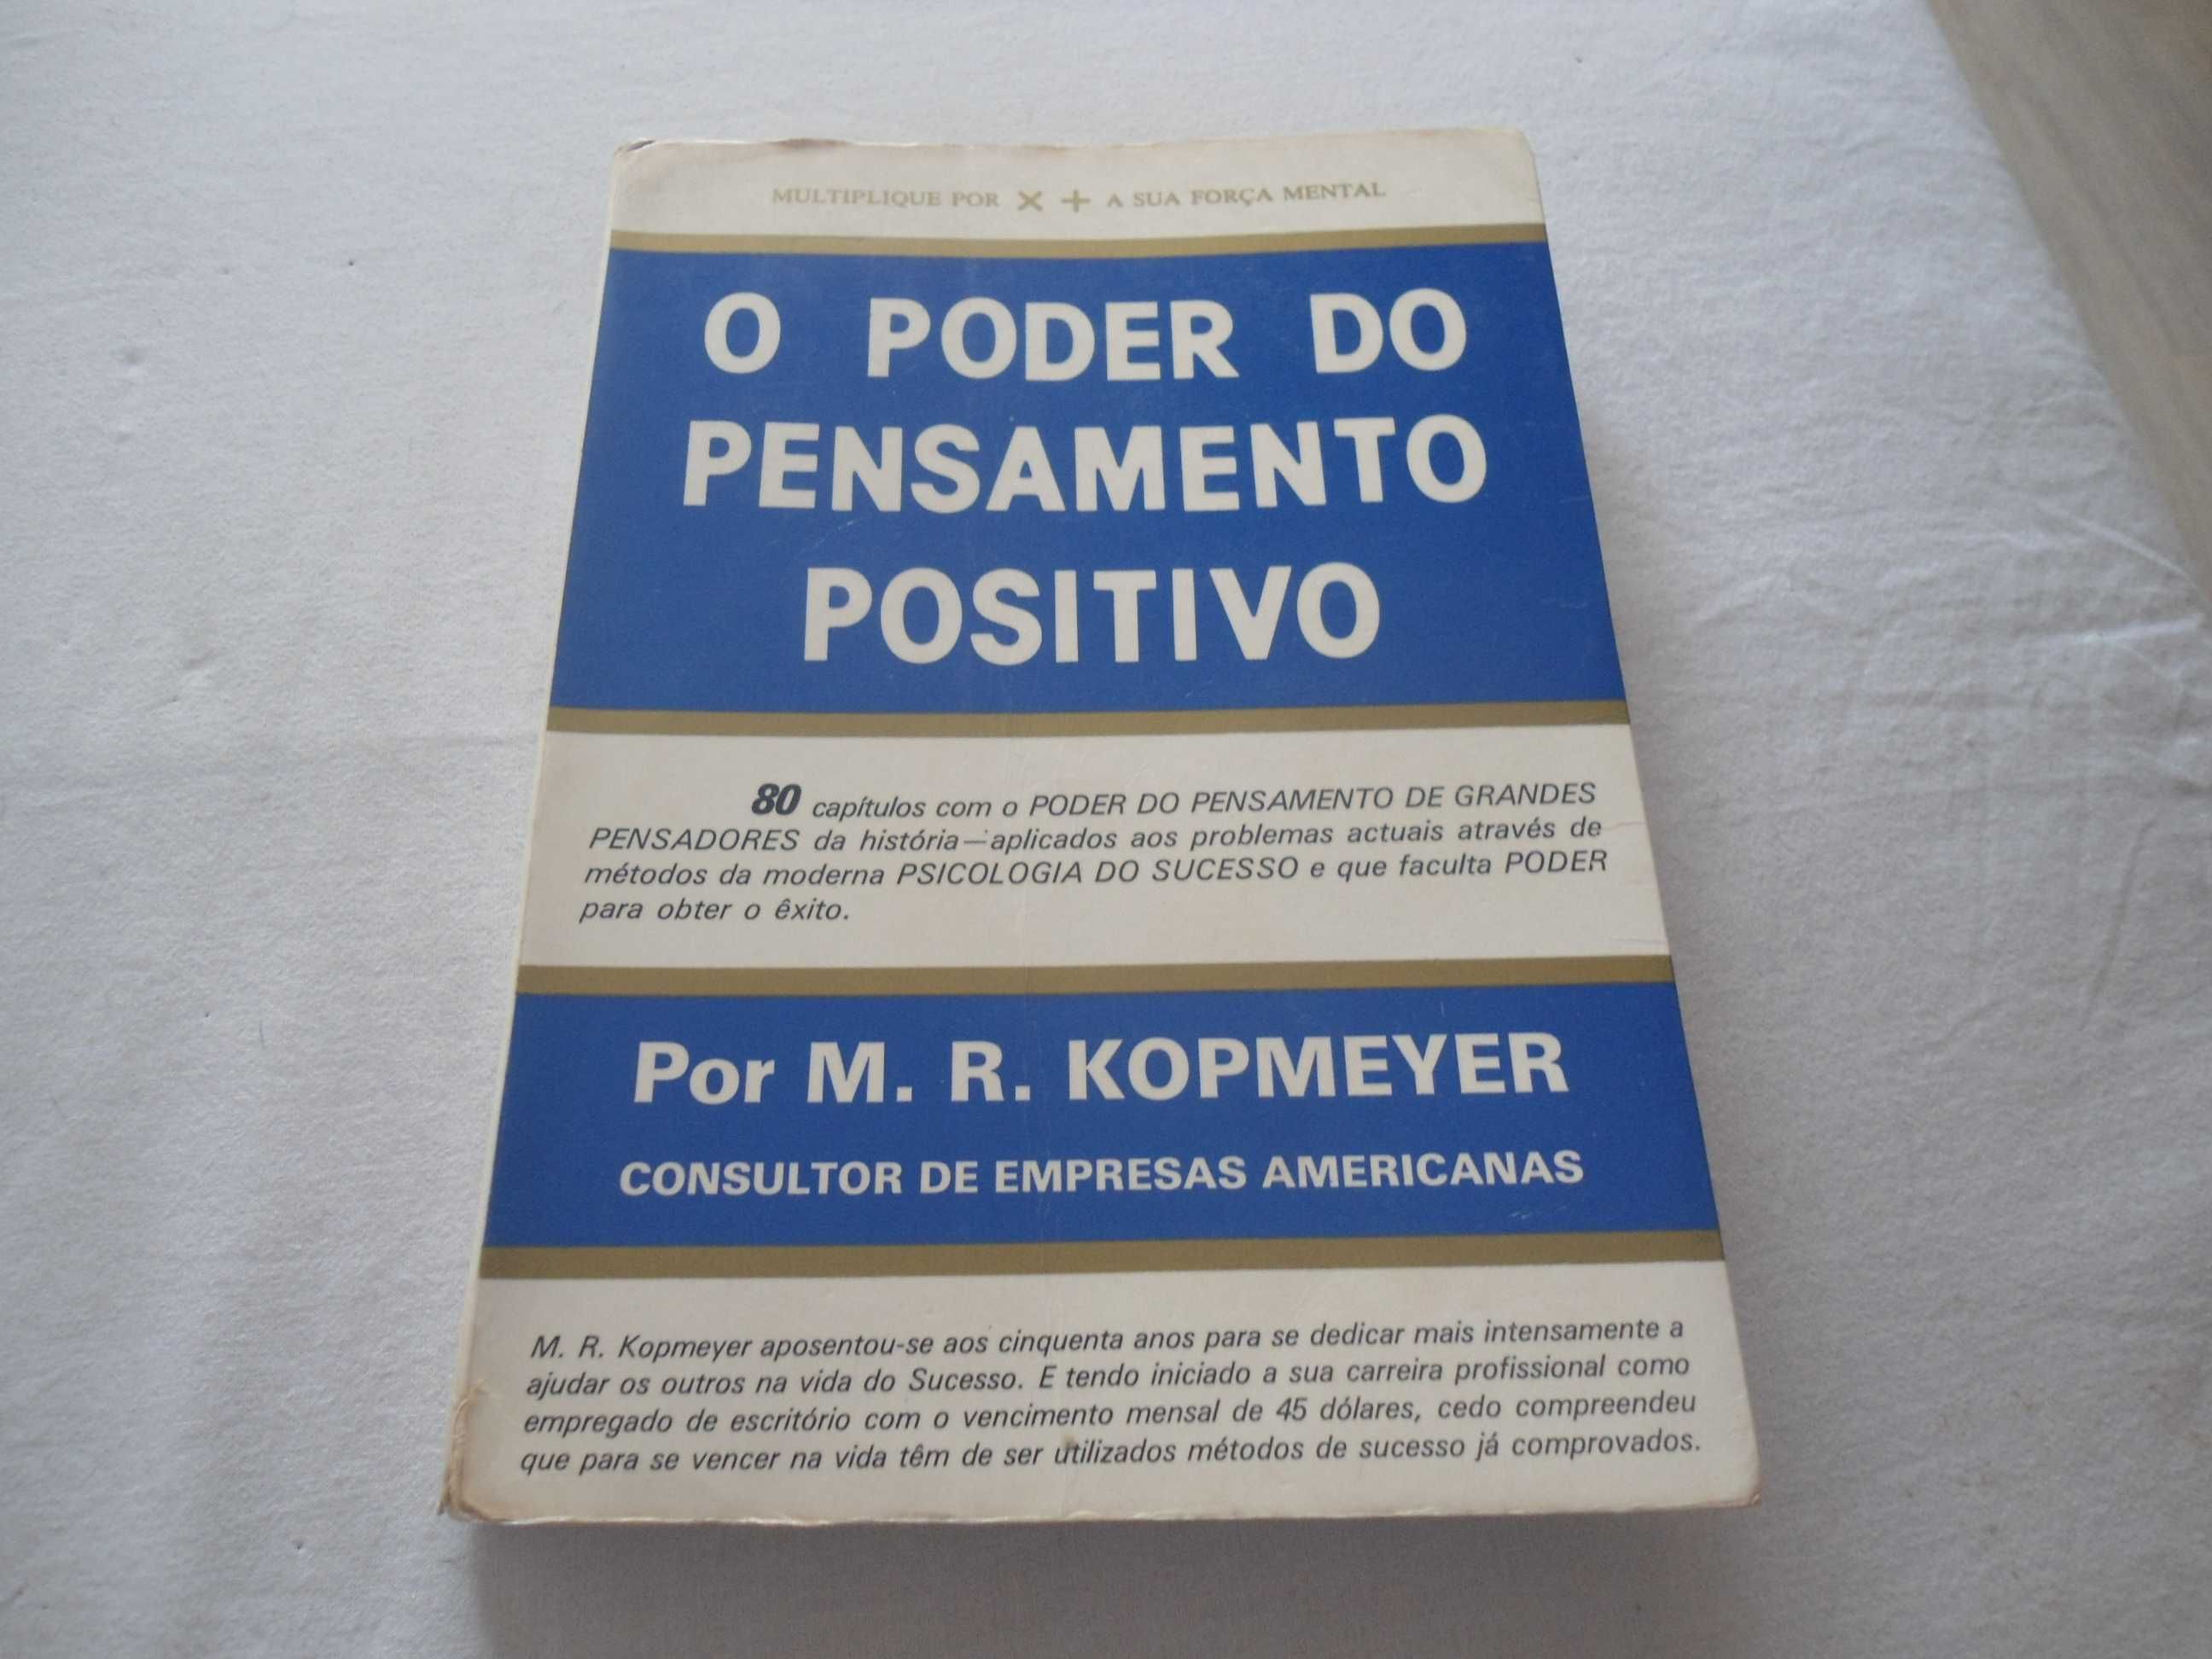 MULTIPLIQUE POR × + A SUA FORÇA MENTAL
O PODER DO
PENSAMENTO
POSITIVO
80 capítulos com o PODER DO PENSAMENTO DE GRANDES
PENSADORES da história—aplicados aos problemas actuais através de
métodos da moderna PSICOLOGIA DO SUCESSO e que faculta PODER
para obter o êxito.
Por M. R. KOPMEYER
CONSULTOR DE EMPRESAS AMERICANAS
M. R. Kopmeyer aposentou-se aos cinquenta anos para se dedicar mais intensamente a
ajudar os outros na vida do Sucesso. E tendo iniciado a sua carreira profissional como
empregado de escritório com o vencimento mensal de 45 dólares, cedo compreendeu
que para se vencer na vida têm de ser utilizados métodos de sucesso já comprovados.